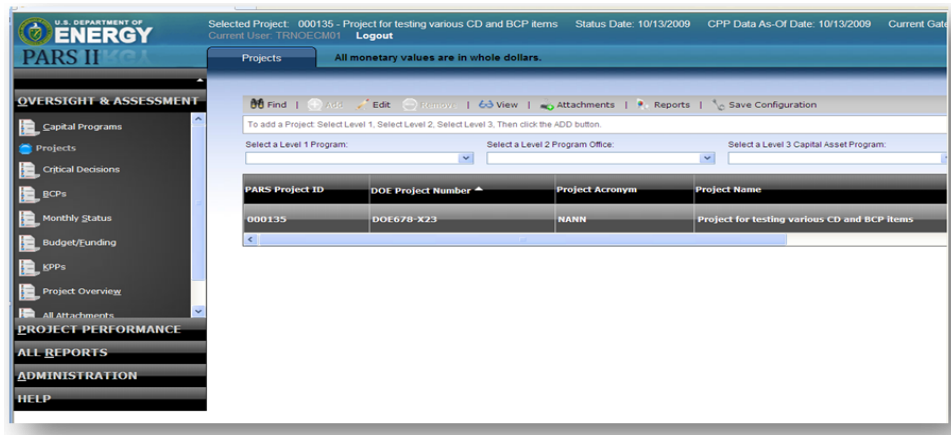 U.S. DEPARTMENT OF
ENERGY
PARS II
Selected Project: 000135 - Project for testing various CD and BCP items Status Date: 10/13/2009 CPP Data As-Of Date: 10/13/2009 Current Gate
Current User: TRNOECM01 Logout
Projects All monetary values are in whole dollars.
OVERSIGHT & ASSESSMENT
Capital Programs
Projects
Critical Decisions
BCPs
Monthly Status
Budget/Funding
KPPs
Project Overview
All Attachments
PROJECT PERFORMANCE
ALL REPORTS
ADMINISTRATION
HELP
Find | Add Edit Remove | View | Attachments | Reports | Save Configuration
To add a Project: Select Level 1, Select Level 2, Select Level 3, Then click the ADD button.
Select a Level 1 Program: Select a Level 2 Program Office: Select a Level 3 Capital Asset Program:
PARS Project ID DOE Project Number Project Acronym Project Name
000135 DOE678-X23 NANN Project for testing various CD and BCP items